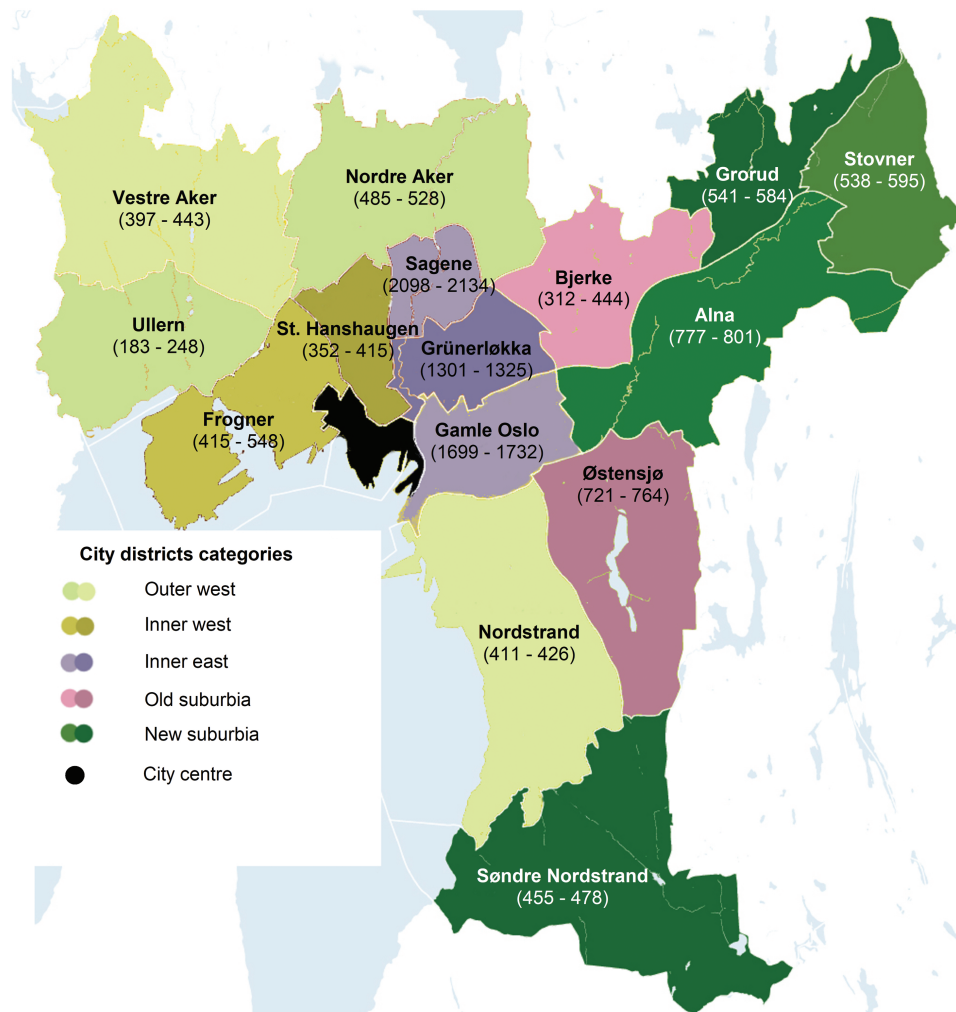 Vestre Aker
(397 - 443)
Nordre Aker
(485 - 528)
Grorud
(541 - 584)
Stovner
(538 - 595)
Sagene
(2098 - 2134)
Bjerke
(312 - 444)
Ullern
(183 - 248)
St. Hanshaugen
(352 - 415)
Grünerløkka
(1301 - 1325)
Alna
(777 - 801)
Frogner
(415 - 548)
Gamle Oslo
(1699 - 1732)
Østensjø
(721 - 764)
Nordstrand
(411 - 426)
Søndre Nordstrand
(455 - 478)
City districts categories
Outer west
Inner west
Inner east
Old suburbia
New suburbia
City centre